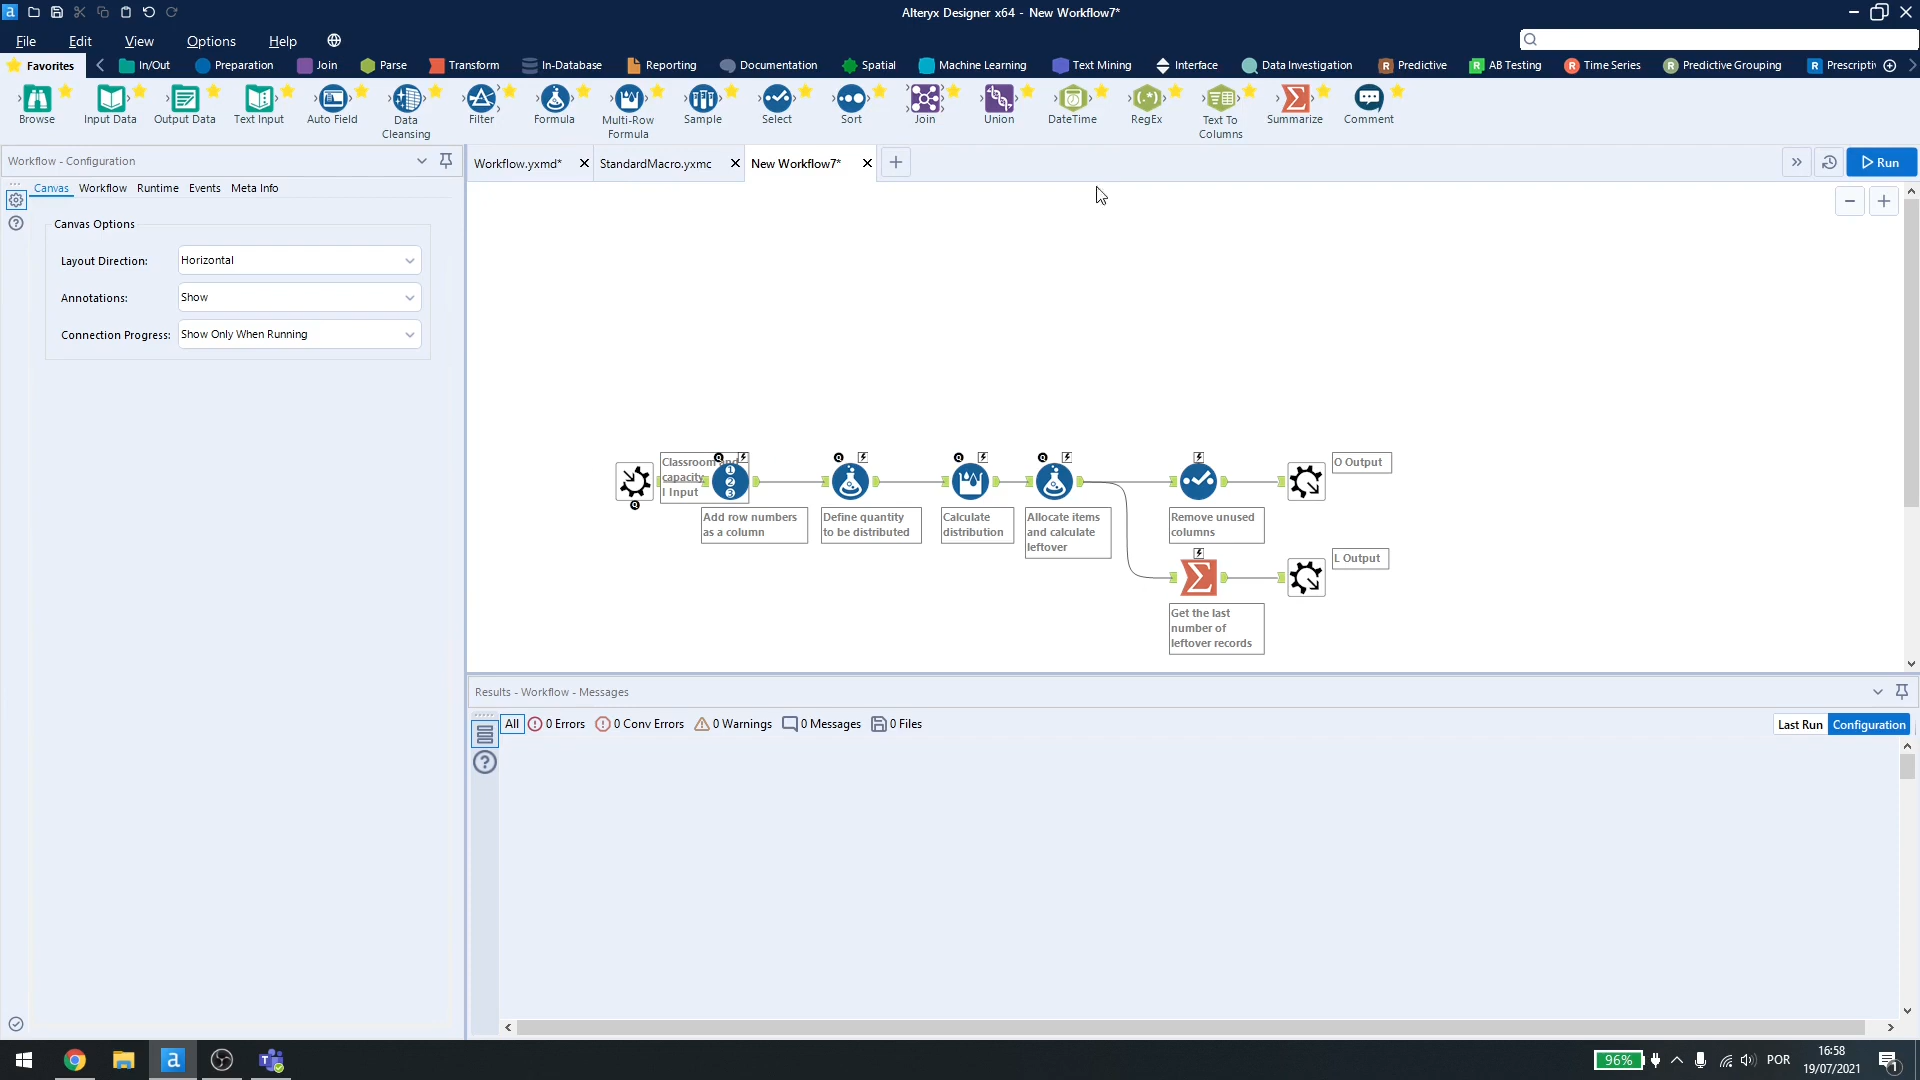 Alteryx Designer x64 - New Workflow7*
File Edit View Options Help
Favorites In/Out Preparation Join Parse Transform In-Database Reporting Documentation Spatial Machine Learning Text Mining Interface Data Investigation Predictive AB Testing Time Series Predictive Grouping Prescripti
Browse Input Data Output Data Text Input Auto Field Data Cleansing Filter Formula Multi-Row Formula Sample Select Sort Join Union DateTime RegEx Text To Columns Summarize Comment
Workflow - Configuration
Workflow.yxmd* StandardMacro.yxmc New Workflow7* Run
Canvas Workflow Runtime Events Meta Info
Canvas Options
Layout Direction: Horizontal
Annotations: Show
Connection Progress: Show Only When Running
Classroom and
capacity
I Input
1
2
3
Add row numbers
as a column
Define quantity
to be distributed
Calculate
distribution
Allocate items
and calculate
leftover
Remove unused
columns
O Output
Get the last
number of
leftover records
L Output
Results - Workflow - Messages
All 0 Errors 0 Conv Errors 0 Warnings 0 Messages 0 Files Last Run Configuration
96% POR 16:58
19/07/2021
1